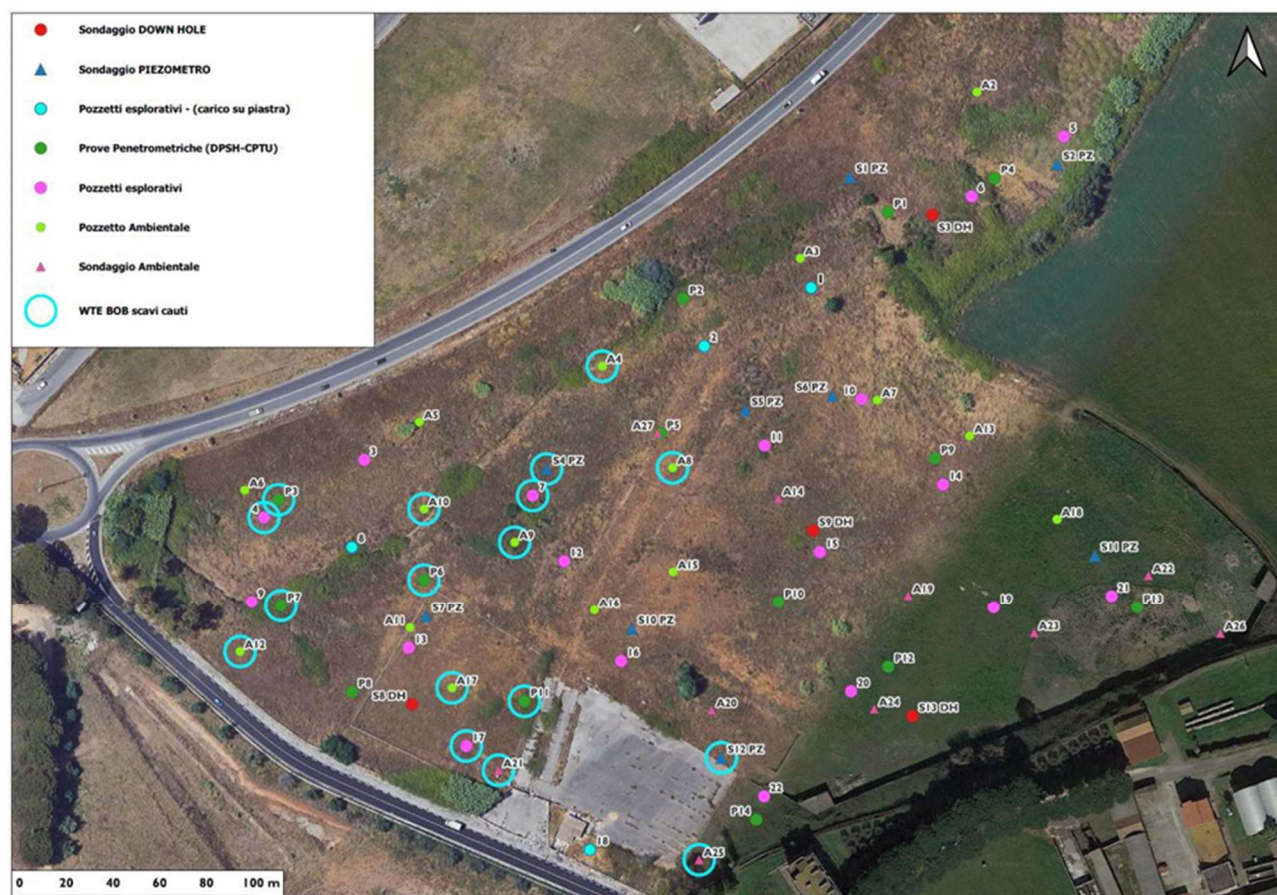 Sondaggio DOWN HOLE
Sondaggio PIEZOMETRO
Pozzetti esplorativi - (carico su piastra)
Prove Penetrometriche (DPSH-CPTU)
Pozzetti esplorativi
Pozzetto Ambientale
Sondaggio Ambientale
WTE BOB scavi cauti
A2
5
S2 PZ
S1 PZ
P4
6
P1
S3 DH
A3
1
P2
2
A4
S6 PZ
10
A7
S5 PZ
A5
A27
P5
11
A13
3
S4 PZ
A8
P9
14
A6
P3
7
4
A10
A14
A18
S9 DH
A9
15
8
12
S11 PZ
A15
A22
P6
9
P7
A16
P10
A19
19
21
P13
A11
S7 PZ
S10 PZ
A23
A26
13
A12
16
P12
P8
S8 DH
A17
P11
20
A24
S13 DH
A20
17
A21
S12 PZ
22
P14
18
A25
0 20 40 60 80 100 m